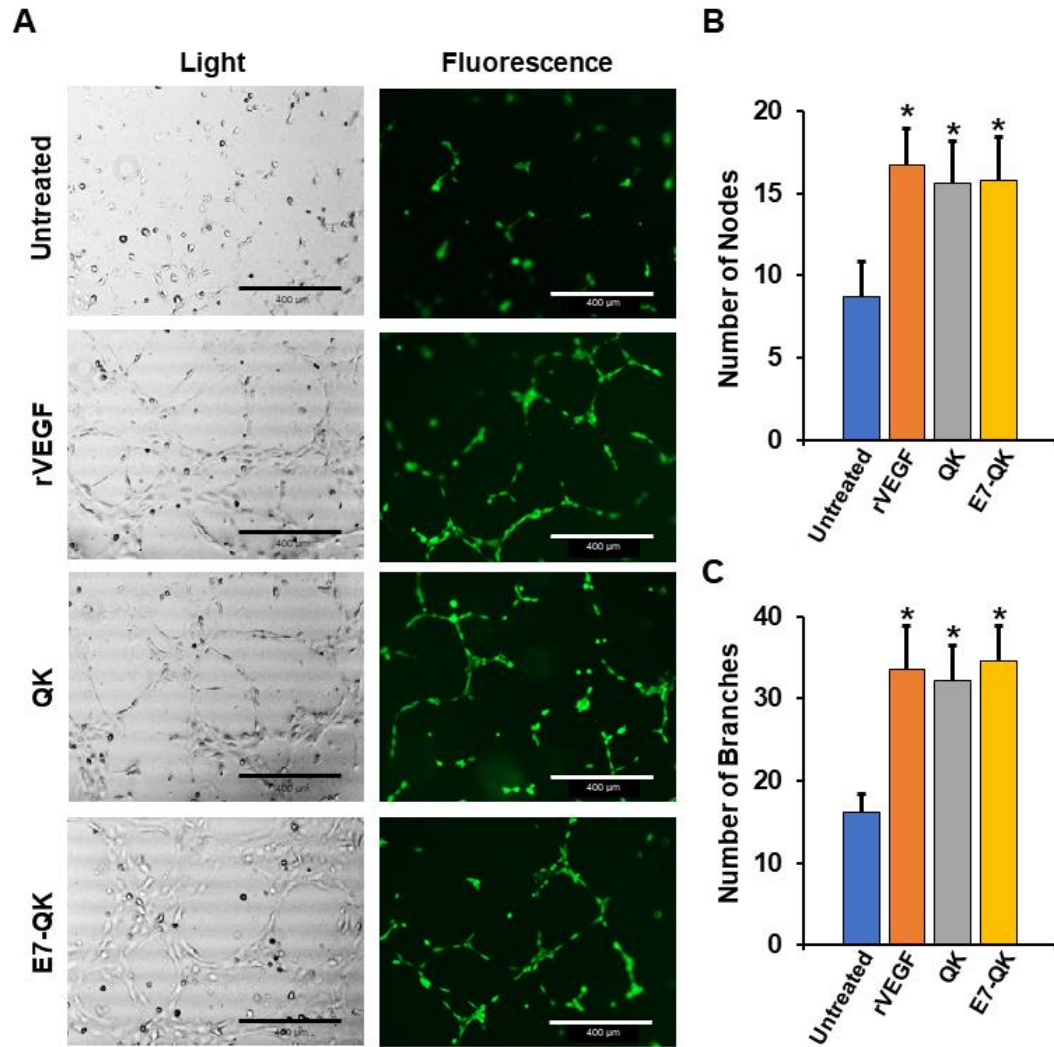 A
Light
Fluorescence
Untreated
400 µm
400 µm
rVEGF
400 µm
400 µm
QK
400 µm
400 µm
E7-QK
400 µm
400 µm
B
Number of Nodes
20
15
10
5
0
*
*
*
Untreated
rVEGF
QK
E7-QK
C
Number of Branches
40
30
20
10
0
*
*
*
Untreated
rVEGF
QK
E7-QK